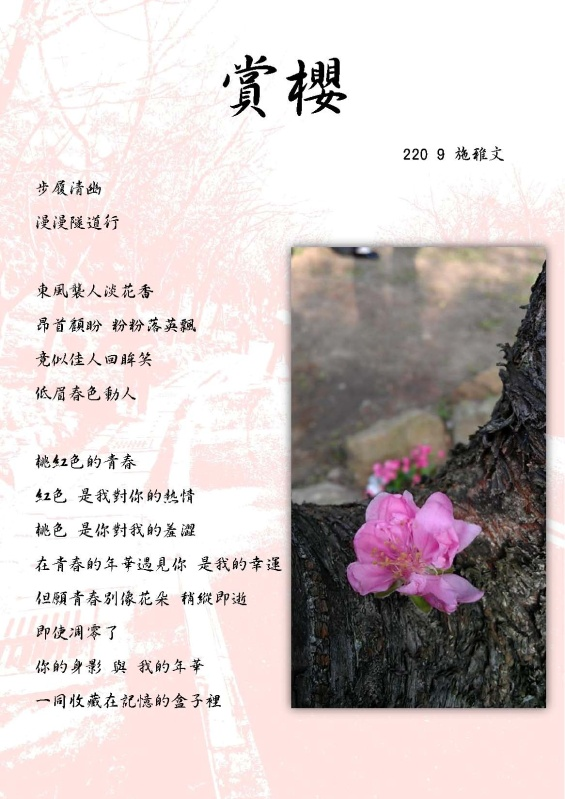 賞櫻
220 9 施雅文
步履清幽
漫漫隧道行
東風襲人淡花香
昂首顧盼 粉粉落英飄
竟似佳人回眸笑
低眉春色動人
桃紅色的青春
紅色 是我對你的熱情
桃色 是你對我的羞澀
在青春的年華遇見你 是我的幸運
但願青春別像花朵 稍縱即逝
即使凋零了
你的身影 與 我的年華
一同收藏在記憶的盒子裡